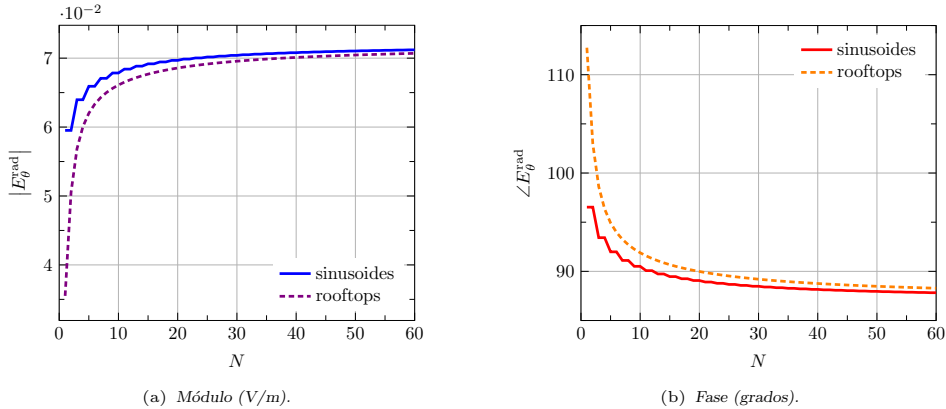 ·10⁻²
7
6
5
4
|E_θ^rad|
sinusoides
rooftops
0 10 20 30 40 50 60
N
(a) Módulo (V/m).
110
100
90
∠E_θ^rad
sinusoides
rooftops
0 10 20 30 40 50 60
N
(b) Fase (grados).